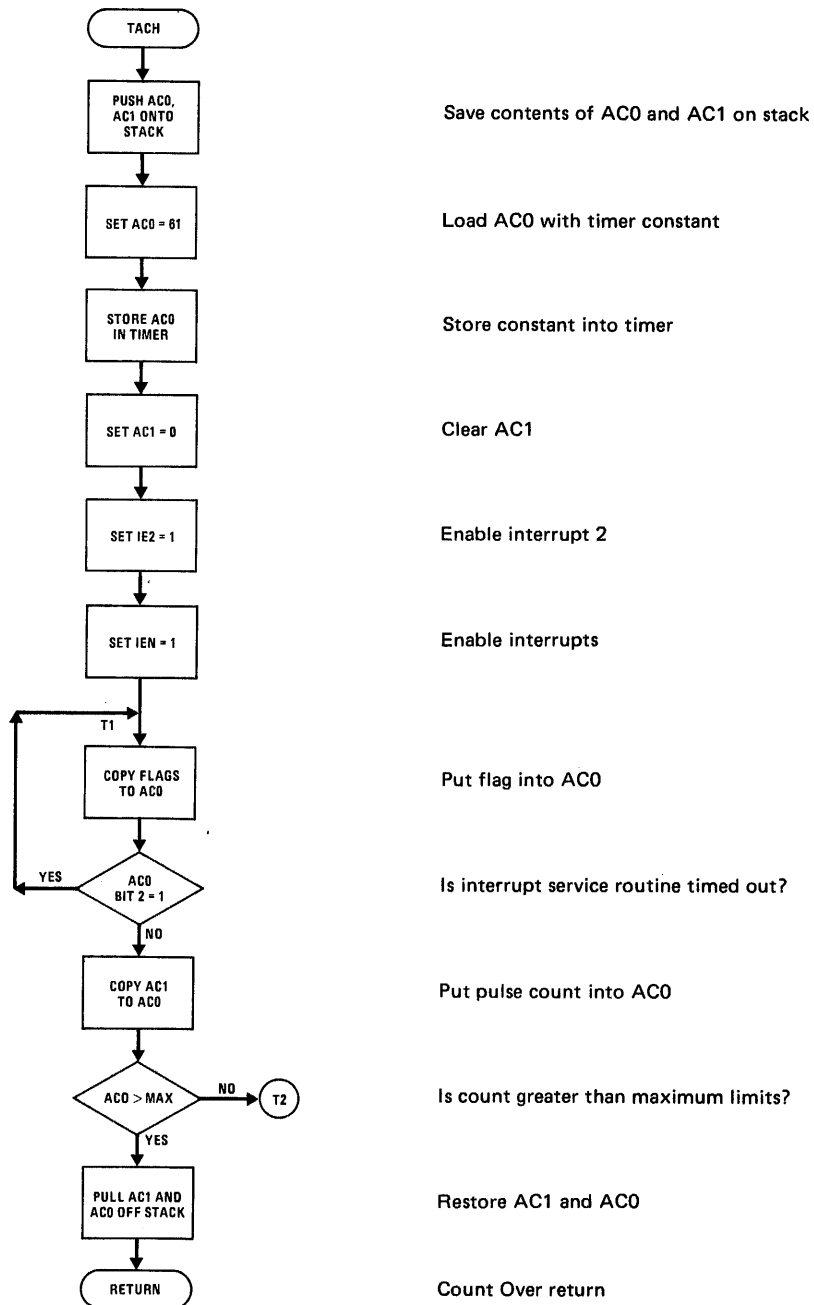 TACH
PUSH AC0,
AC1 ONTO
STACK
Save contents of AC0 and AC1 on stack
SET AC0 = 61
Load AC0 with timer constant
STORE AC0
IN TIMER
Store constant into timer
SET AC1 = 0
Clear AC1
SET IE2 = 1
Enable interrupt 2
SET IEN = 1
Enable interrupts
T1
COPY FLAGS
TO AC0
Put flag into AC0
YES
AC0
BIT 2 = 1
Is interrupt service routine timed out?
NO
COPY AC1
TO AC0
Put pulse count into AC0
AC0 > MAX
NO
T2
Is count greater than maximum limits?
YES
PULL AC1 AND
AC0 OFF STACK
Restore AC1 and AC0
RETURN
Count Over return